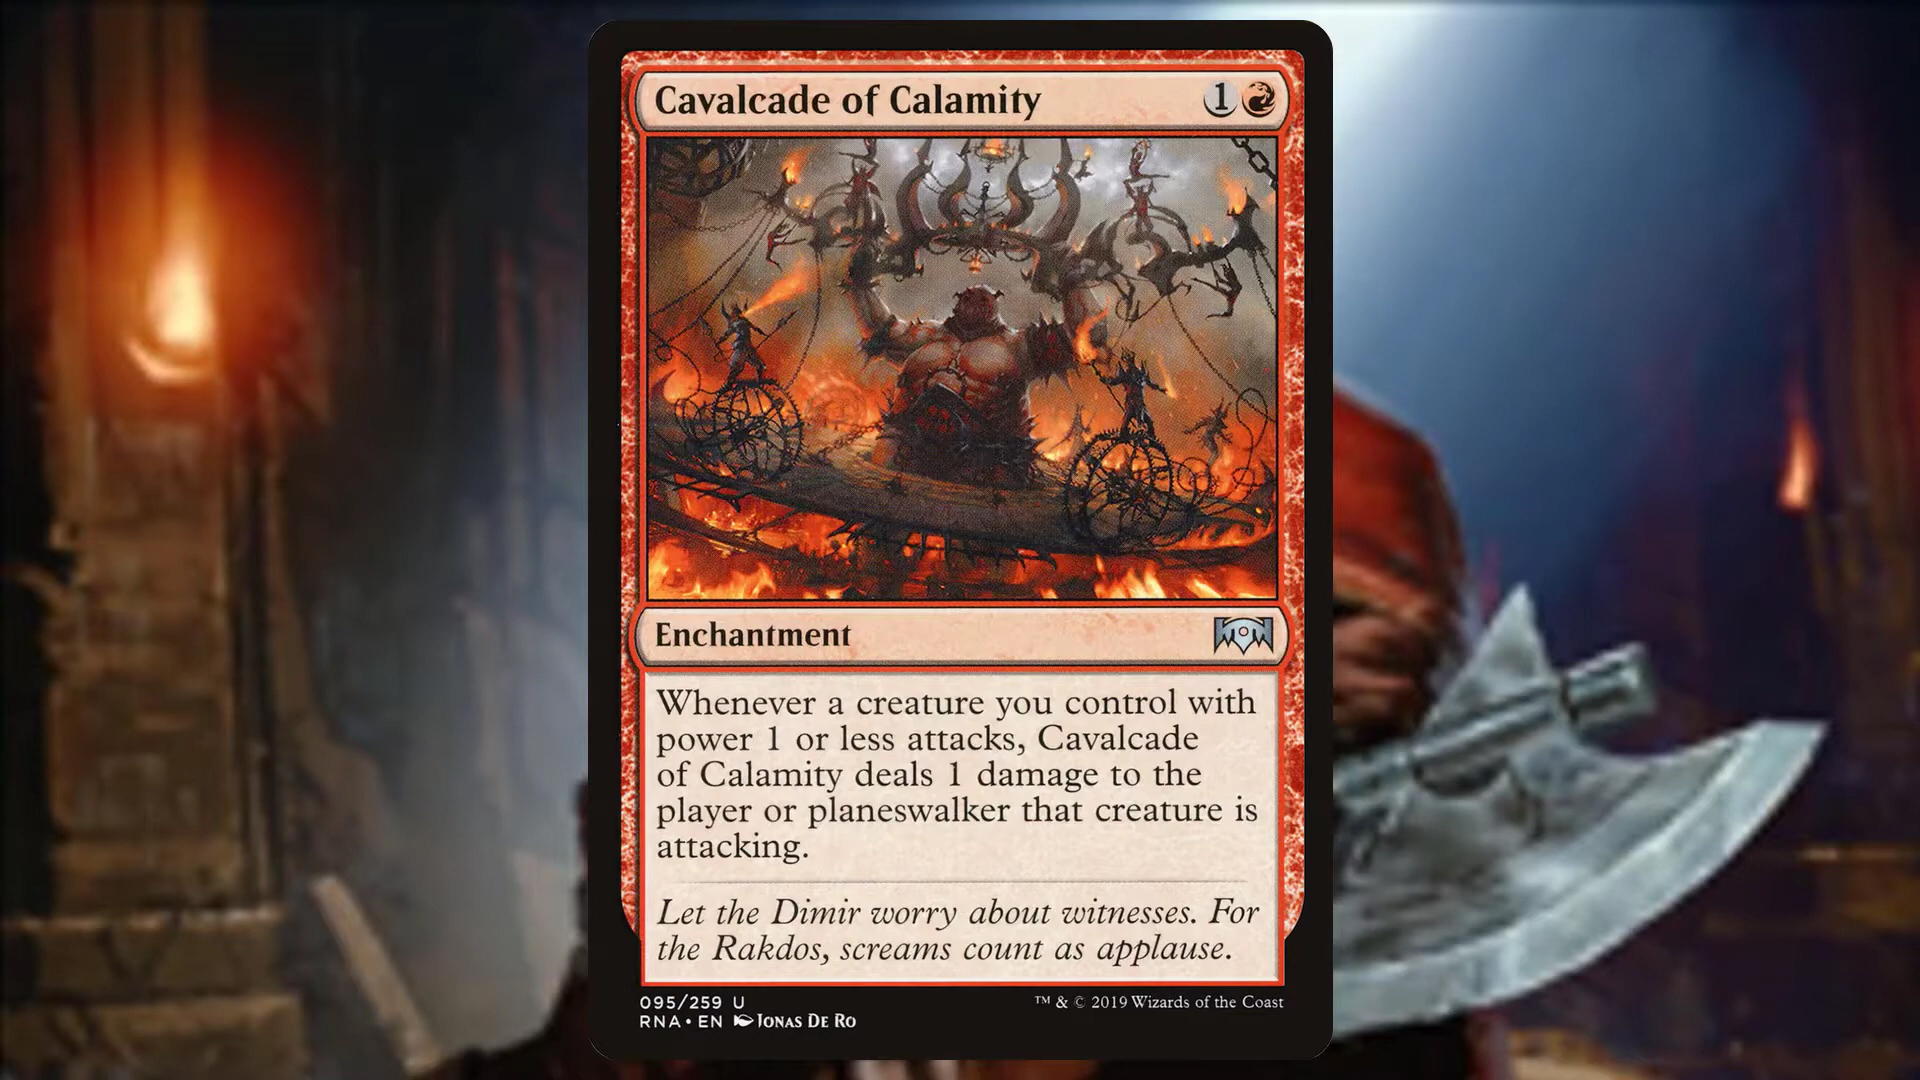 Cavalcade of Calamity 1
Enchantment
Whenever a creature you control with
power 1 or less attacks, Cavalcade
of Calamity deals 1 damage to the
player or planeswalker that creature is
attacking.
Let the Dimir worry about witnesses. For
the Rakdos, screams count as applause.
095/259 U
™ & © 2019 Wizards of the Coast
RNA • EN Jonas De Ro